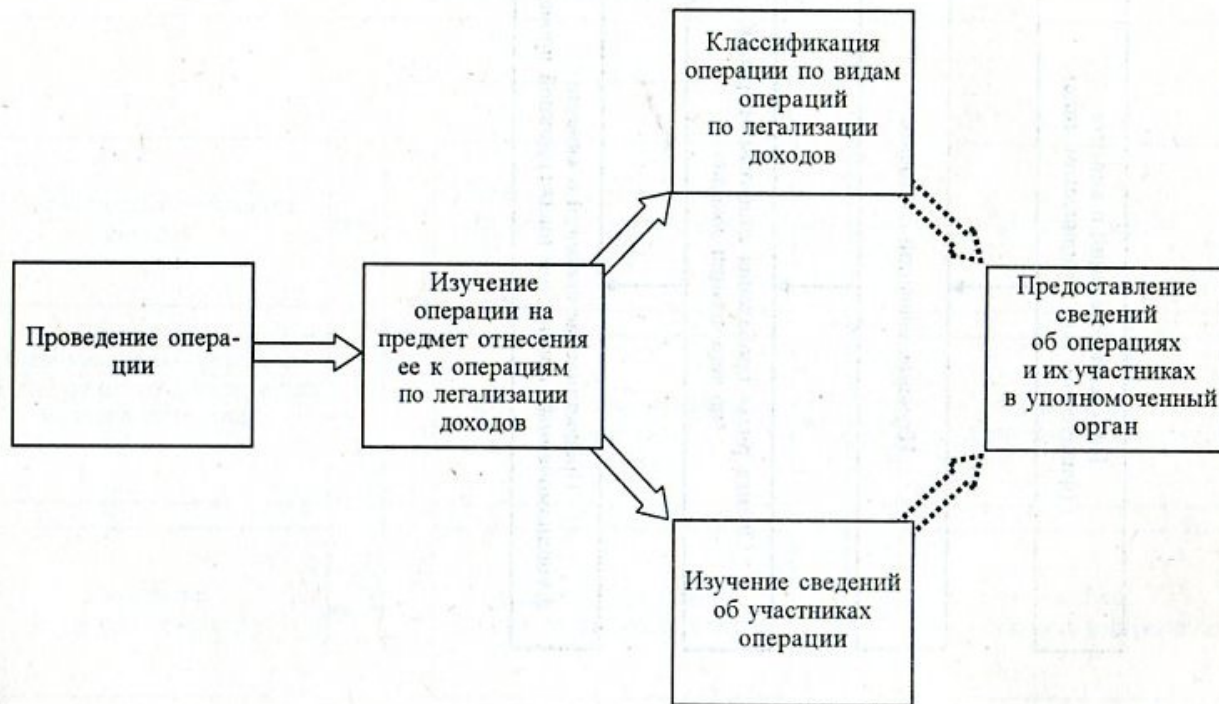 Проведение опера-
ции
Изучение
операции на
предмет отнесения
ее к операциям
по легализации
доходов
Классификация
операции по видам
операций
по легализации
доходов
Изучение сведений
об участниках
операции
Предоставление
сведений
об операциях
и их участниках
в уполномоченный
орган